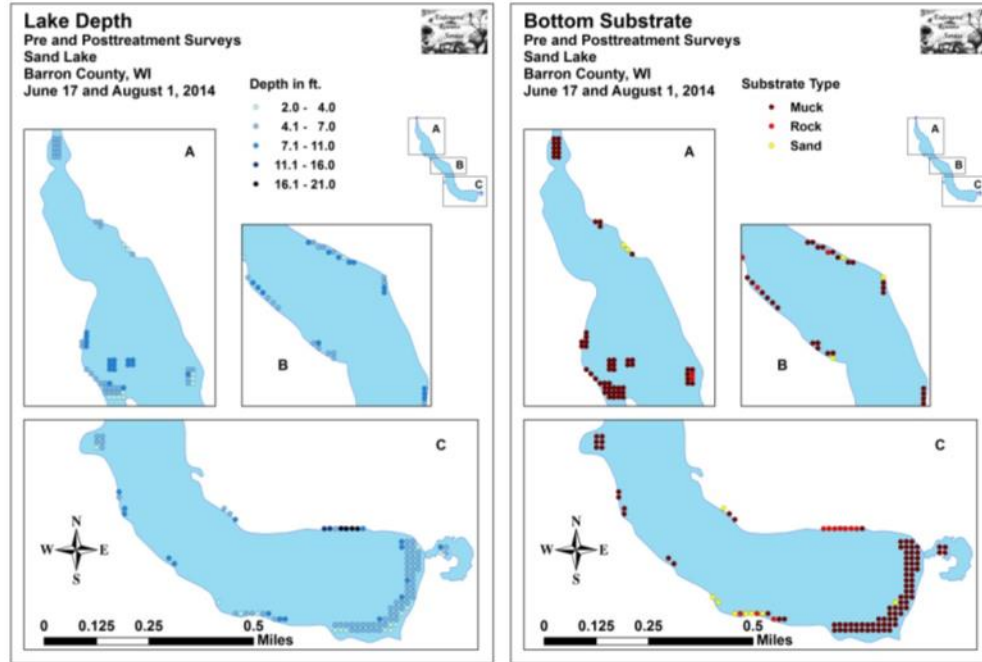 Lake Depth
Pre and Posttreatment Surveys
Sand Lake
Barron County, WI
June 17 and August 1, 2014
Depth in ft.
2.0 - 4.0
4.1 - 7.0
7.1 - 11.0
11.1 - 16.0
16.1 - 21.0
A
B
C
A
B
C
N
W E
S
0 0.125 0.25 0.5
Miles
Bottom Substrate
Pre and Posttreatment Surveys
Sand Lake
Barron County, WI
June 17 and August 1, 2014
Substrate Type
Muck
Rock
Sand
A
B
C
A
B
C
N
W E
S
0 0.125 0.25 0.5
Miles